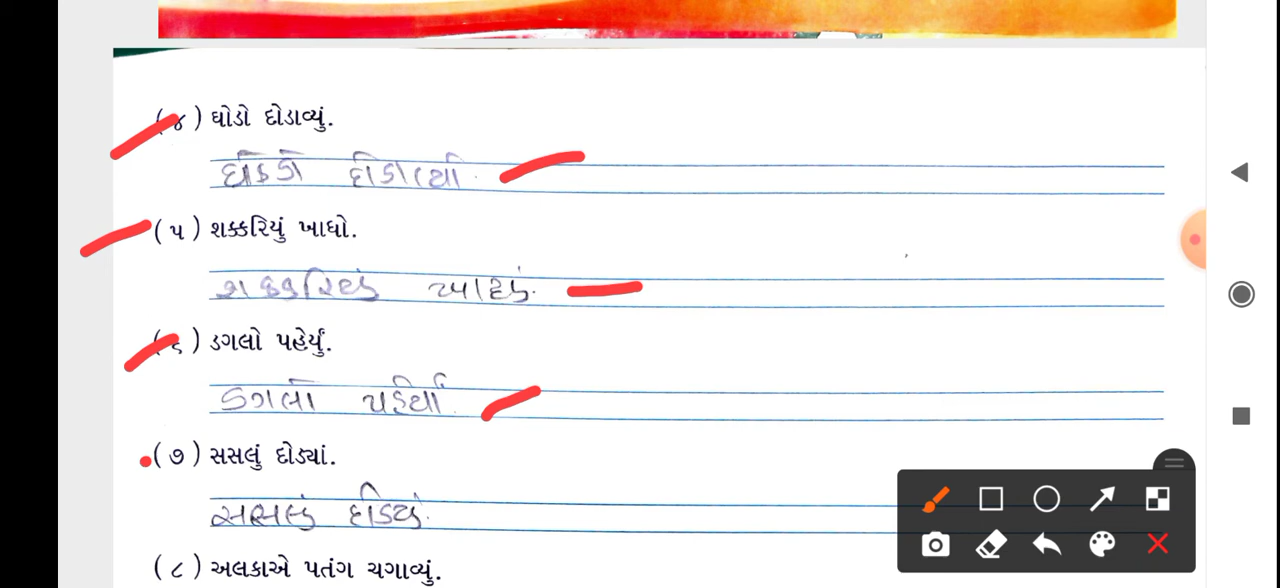 (૪) ઘોડો દોડાવ્યું.
ઘોડો દોડાવ્યો.
(૫) શક્કરિયું ખાધો.
શક્કરિયું ખાધું.
(૬) ડગલો પહેર્યું.
ડગલો પહેર્યો.
(૭) સસલું દોડ્યાં.
સસલું દોડ્યું.
(૮) અલકાએ પતંગ ચગાવ્યું.